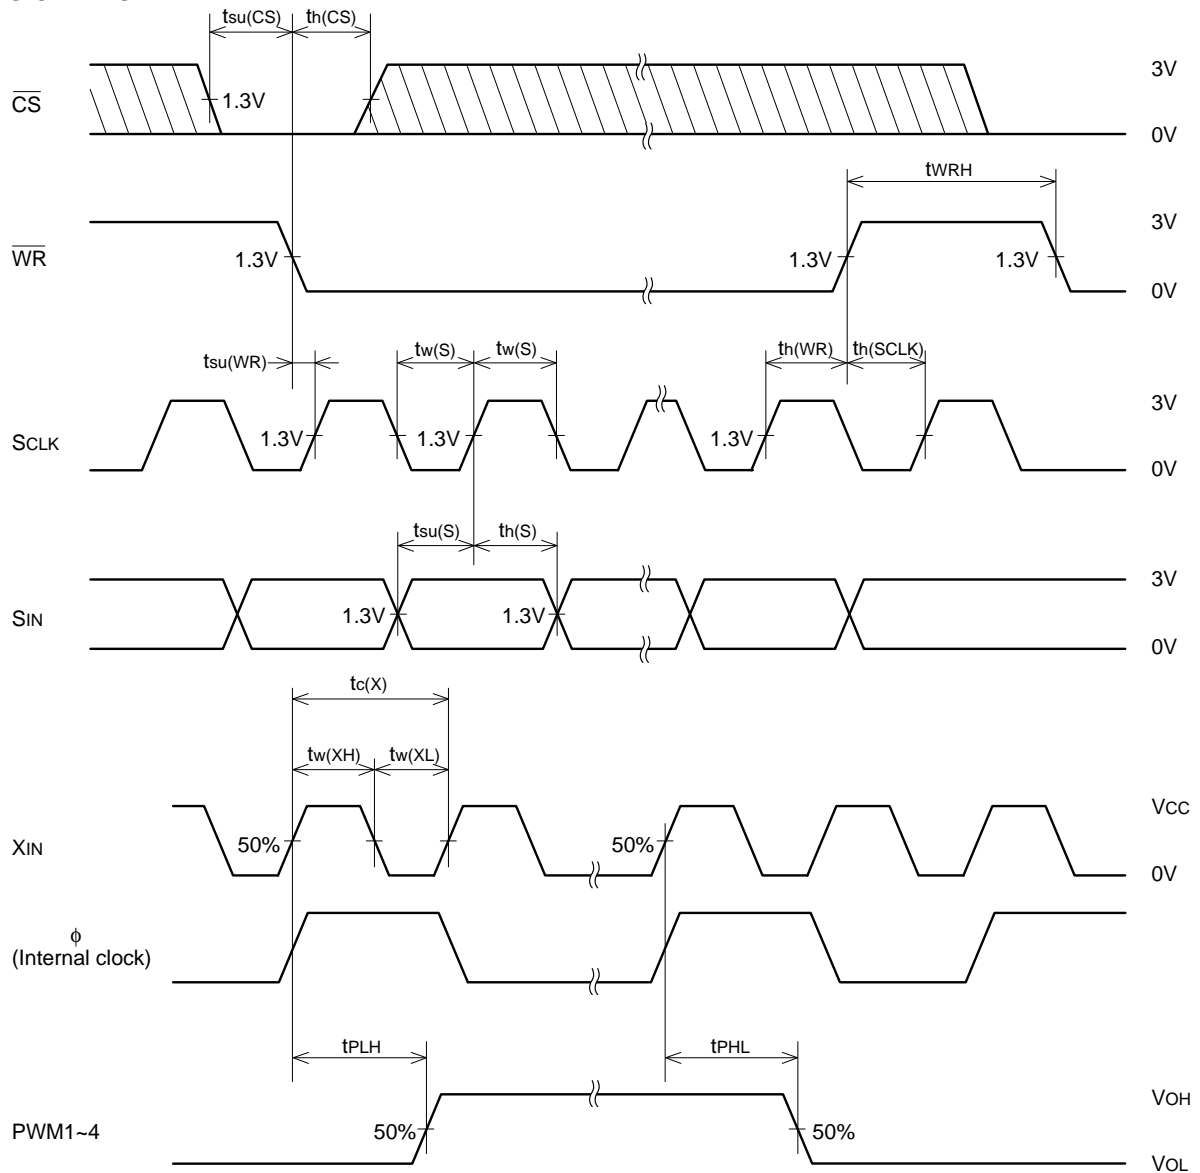 tsu(CS) th(CS)
CS 1.3V 3V
0V
tWRH
WR 1.3V 1.3V 1.3V 3V
0V
tsu(WR) tw(S) tw(S) th(WR) th(SCLK)
SCLK 1.3V 1.3V 1.3V 3V
0V
tsu(S) th(S)
SIN 1.3V 1.3V 3V
0V
tc(X)
tw(XH) tw(XL)
XIN 50% 50% VCC
0V
ϕ
(Internal clock)
tPLH tPHL
PWM1~4 50% 50% VOH
VOL